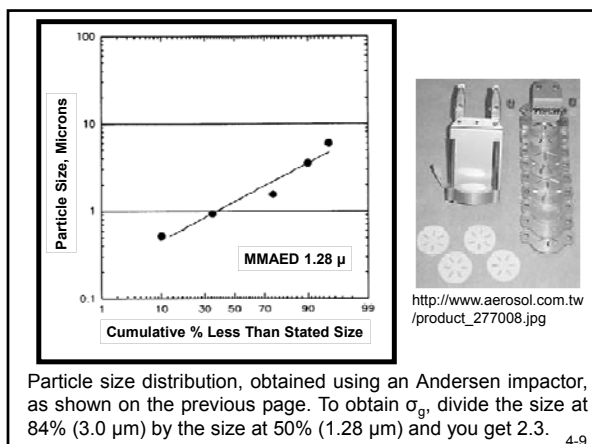 100
10
1
0.1
Particle Size, Microns
MMAED 1.28 µ
1 10 30 50 70 90 99
Cumulative % Less Than Stated Size
http://www.aerosol.com.tw
/product_277008.jpg
Particle size distribution, obtained using an Andersen impactor,
as shown on the previous page. To obtain σg, divide the size at
84% (3.0 µm) by the size at 50% (1.28 µm) and you get 2.3.
4-9